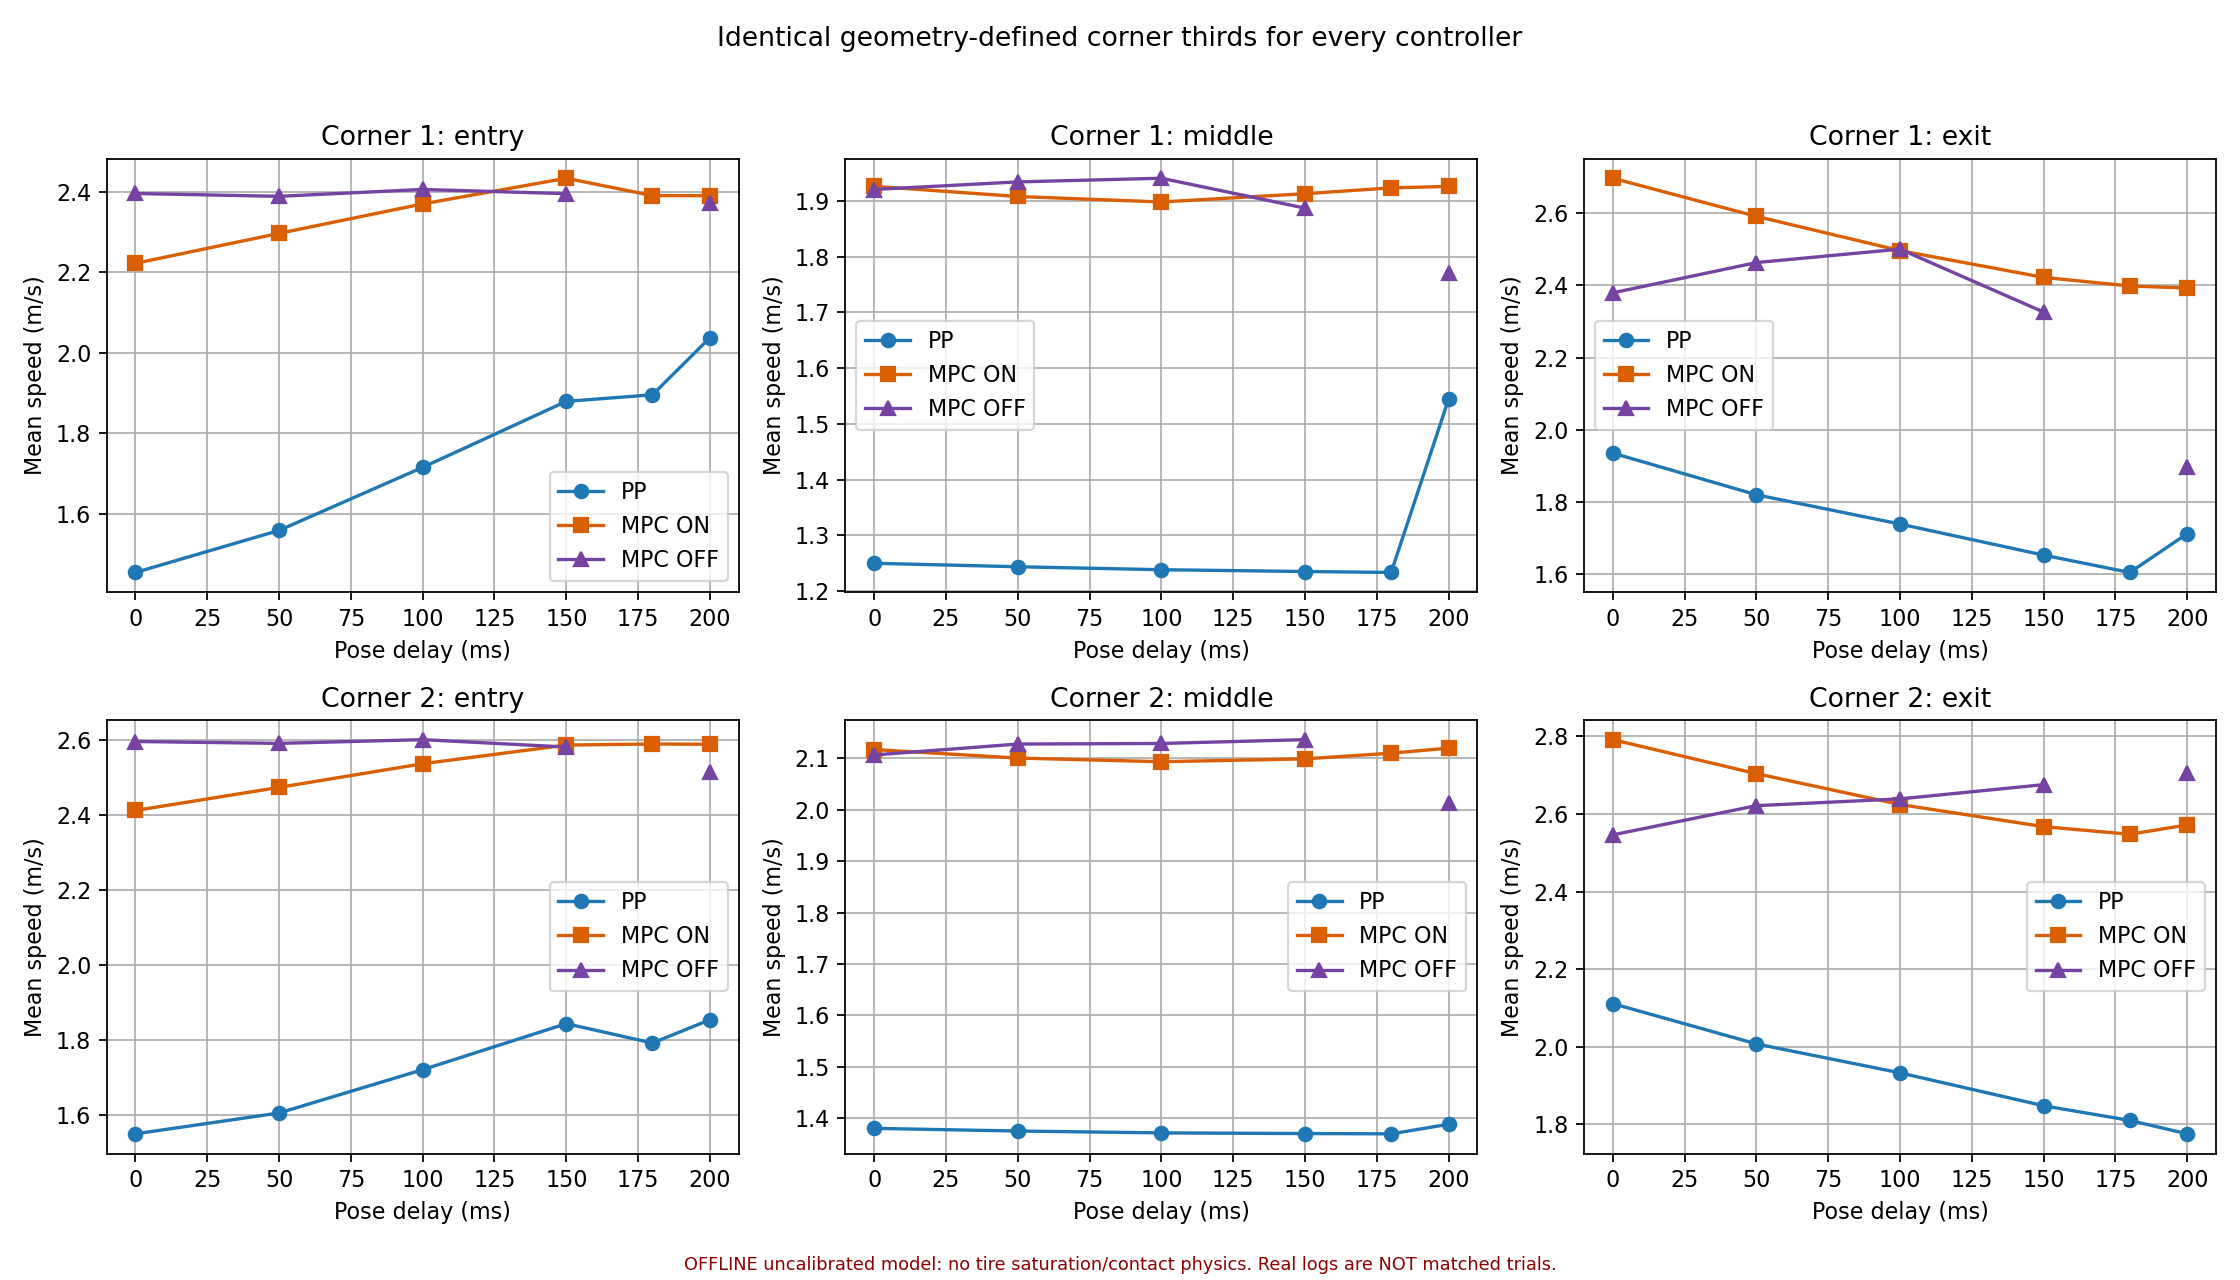 Identical geometry-defined corner thirds for every controller
Corner 1: entry
Mean speed (m/s)
2.4
2.2
2.0
1.8
1.6
PP
MPC ON
MPC OFF
0 25 50 75 100 125 150 175 200
Pose delay (ms)
Corner 1: middle
Mean speed (m/s)
1.9
1.8
1.7
1.6
1.5
1.4
1.3
1.2
PP
MPC ON
MPC OFF
0 25 50 75 100 125 150 175 200
Pose delay (ms)
Corner 1: exit
Mean speed (m/s)
2.6
2.4
2.2
2.0
1.8
1.6
PP
MPC ON
MPC OFF
0 25 50 75 100 125 150 175 200
Pose delay (ms)
Corner 2: entry
Mean speed (m/s)
2.6
2.4
2.2
2.0
1.8
1.6
PP
MPC ON
MPC OFF
0 25 50 75 100 125 150 175 200
Pose delay (ms)
Corner 2: middle
Mean speed (m/s)
2.1
2.0
1.9
1.8
1.7
1.6
1.5
1.4
PP
MPC ON
MPC OFF
0 25 50 75 100 125 150 175 200
Pose delay (ms)
Corner 2: exit
Mean speed (m/s)
2.8
2.6
2.4
2.2
2.0
1.8
PP
MPC ON
MPC OFF
0 25 50 75 100 125 150 175 200
Pose delay (ms)
OFFLINE uncalibrated model: no tire saturation/contact physics. Real logs are NOT matched trials.